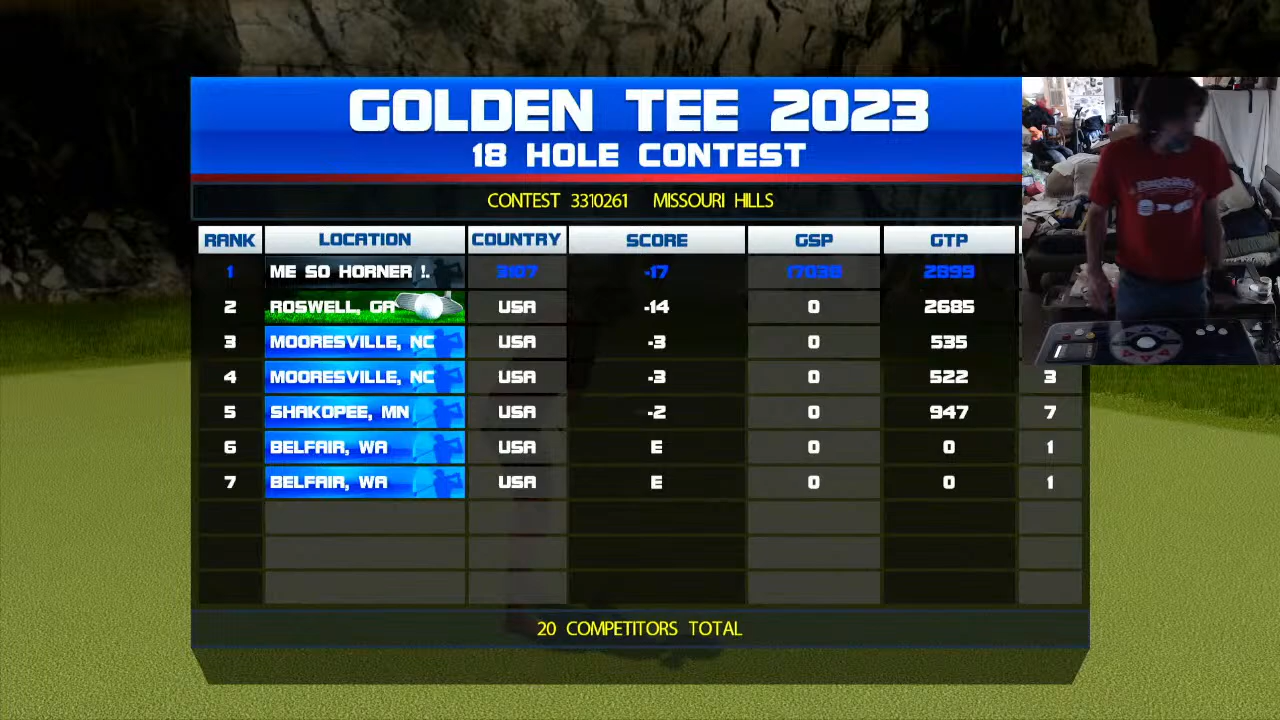 GOLDEN TEE 2023
18 HOLE CONTEST
CONTEST 3310261 MISSOURI HILLS
RANK LOCATION COUNTRY SCORE GSP GTP
1 ME SO HORNER !. 3107 -17 17038 2899
2 ROSWELL, GA USA -14 0 2685
3 MOORESVILLE, NC USA -3 0 535
4 MOORESVILLE, NC USA -3 0 522 3
5 SHAKOPEE, MN USA -2 0 947 7
6 BELFAIR, WA USA E 0 0 1
7 BELFAIR, WA USA E 0 0 1
20 COMPETITORS TOTAL